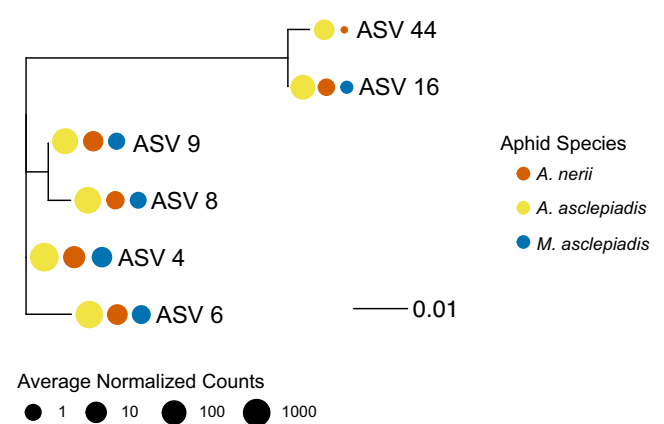 ASV 44
ASV 16
ASV 9
ASV 8
ASV 4
ASV 6
Aphid Species
A. nerii
A. asclepiadis
M. asclepiadis
0.01
Average Normalized Counts
1 10 100 1000